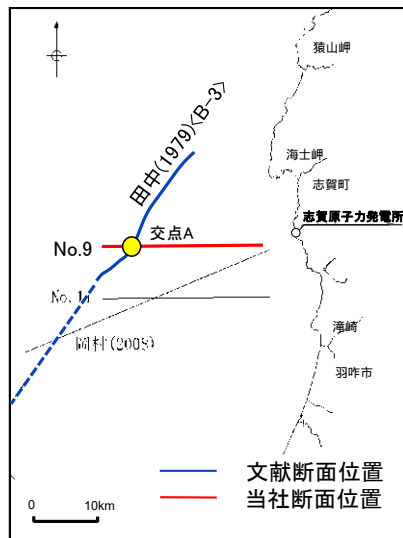 猿山岬
田中(1979)<B-3>
海士岬
志賀町
志賀原子力発電所
交点A
No.9
No.
岡村(2008)
滝崎
羽咋市
文献断面位置
当社断面位置
0 10km